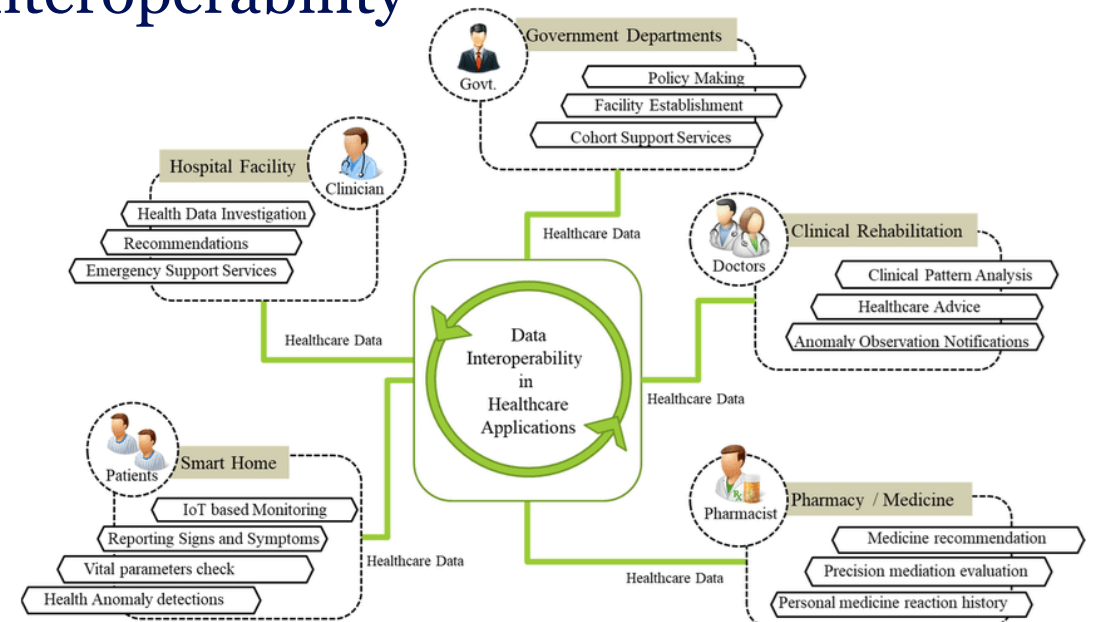 nteroperability
Government Departments
Govt.
Policy Making
Facility Establishment
Cohort Support Services
Hospital Facility
Clinician
Health Data Investigation
Recommendations
Emergency Support Services
Healthcare Data
Doctors
Clinical Rehabilitation
Clinical Pattern Analysis
Healthcare Advice
Anomaly Observation Notifications
Healthcare Data
Data
Interoperability
in
Healthcare
Applications
Healthcare Data
Patients
Smart Home
IoT based Monitoring
Reporting Signs and Symptoms
Vital parameters check
Health Anomaly detections
Healthcare Data
Pharmacist
Pharmacy / Medicine
Medicine recommendation
Precision mediation evaluation
Personal medicine reaction history
Healthcare Data